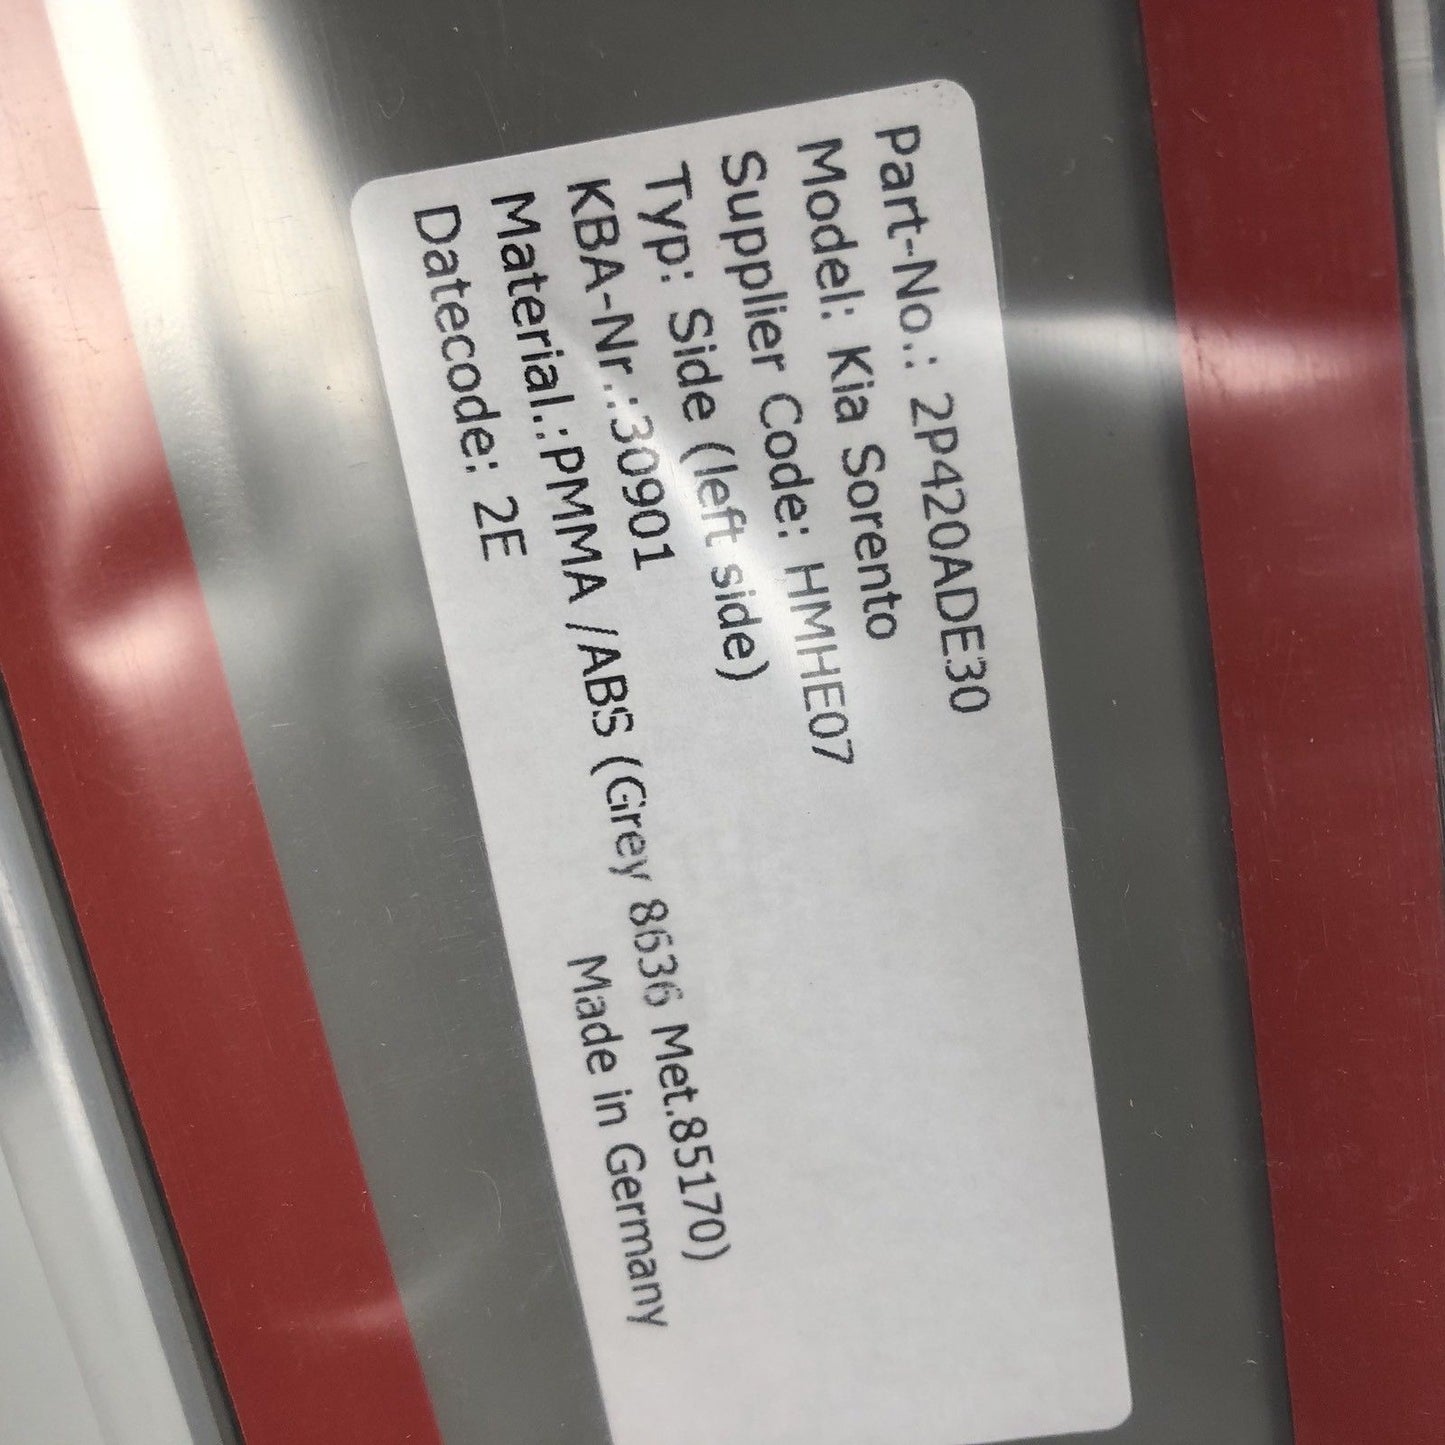 Part-No.: 2P420ADE30
Model: Kia Sorento
Supplier Code: HMHE07
Typ: Side (left side)
KBA-Nr.:30901
Material.:PMMA /ABS (Grey 8636 Met.85170)
Datecode: 2E
Made in Germany